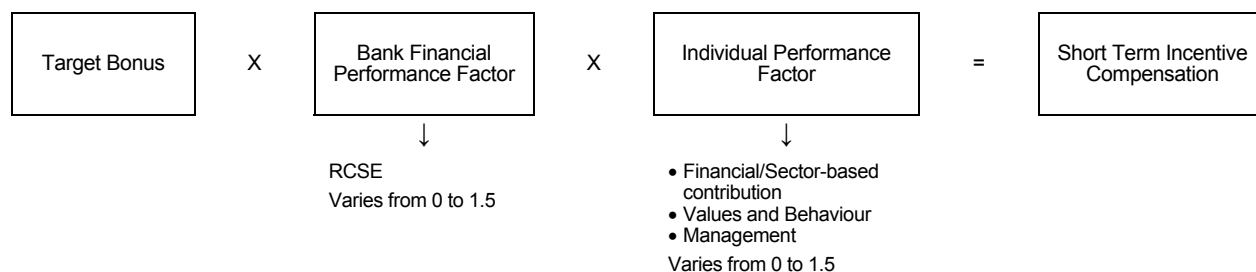 Target Bonus
X
Bank Financial
Performance Factor
X
Individual Performance
Factor
=
Short Term Incentive
Compensation
↓
RCSE
Varies from 0 to 1.5
↓
• Financial/Sector-based
contribution
• Values and Behaviour
• Management
Varies from 0 to 1.5